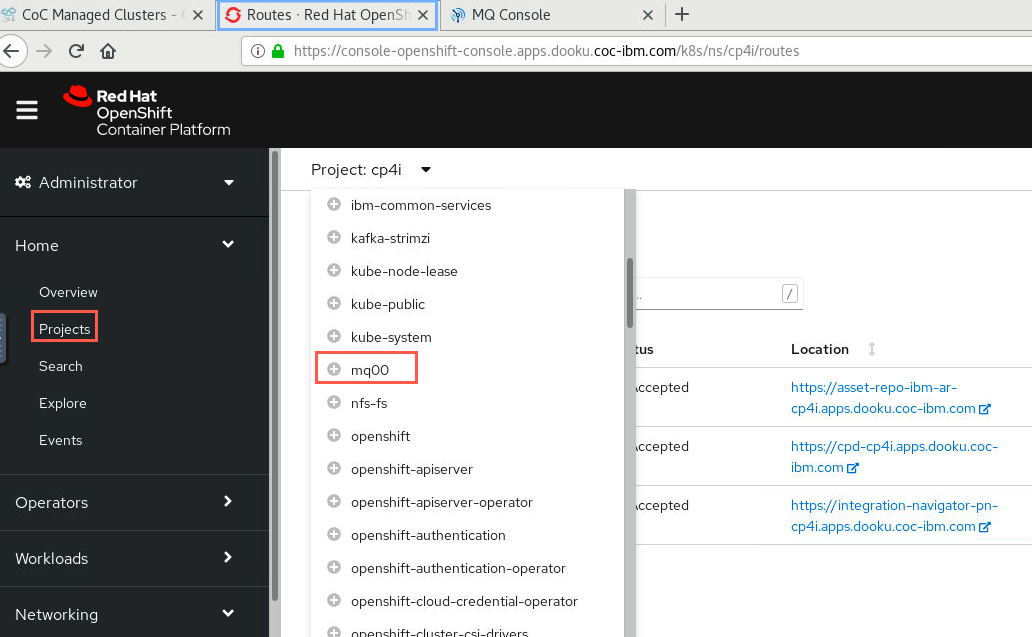 CoC Managed Clusters - 
Routes · Red Hat OpenSh
MQ Console
https://console-openshift-console.apps.dooku.coc-ibm.com/k8s/ns/cp4i/routes
Red Hat
OpenShift
Container Platform
Administrator
Home
Overview
Projects
Search
Explore
Events
Operators
Workloads
Networking
Project: cp4i
ibm-common-services
kafka-strimzi
kube-node-lease
kube-public
kube-system
mq00
nfs-fs
openshift
openshift-apiserver
openshift-apiserver-operator
openshift-authentication
openshift-authentication-operator
openshift-cloud-credential-operator
openshift-cluster-csi-drivers
/
tus
Location
Accepted
https://asset-repo-ibm-ar-
cp4i.apps.dooku.coc-ibm.com
Accepted
https://cpd-cp4i.apps.dooku.coc-
ibm.com
Accepted
https://integration-navigator-pn-
cp4i.apps.dooku.coc-ibm.com